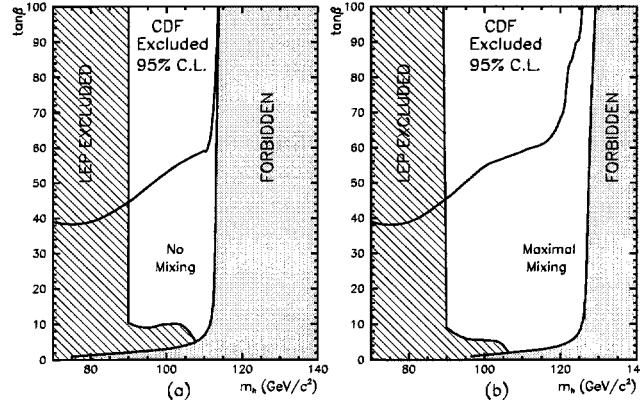 tanβ
100
90
80
70
60
50
40
30
20
10
0
CDF
Excluded
95% C.L.
LEP EXCLUDED
FORBIDDEN
No
Mixing
80
100
120
140
(a)
mₕ (GeV/c²)
tanβ
100
90
80
70
60
50
40
30
20
10
0
CDF
Excluded
95% C.L.
LEP EXCLUDED
FORBIDDEN
Maximal
Mixing
80
100
120
14
(b)
mₕ (GeV/c²)